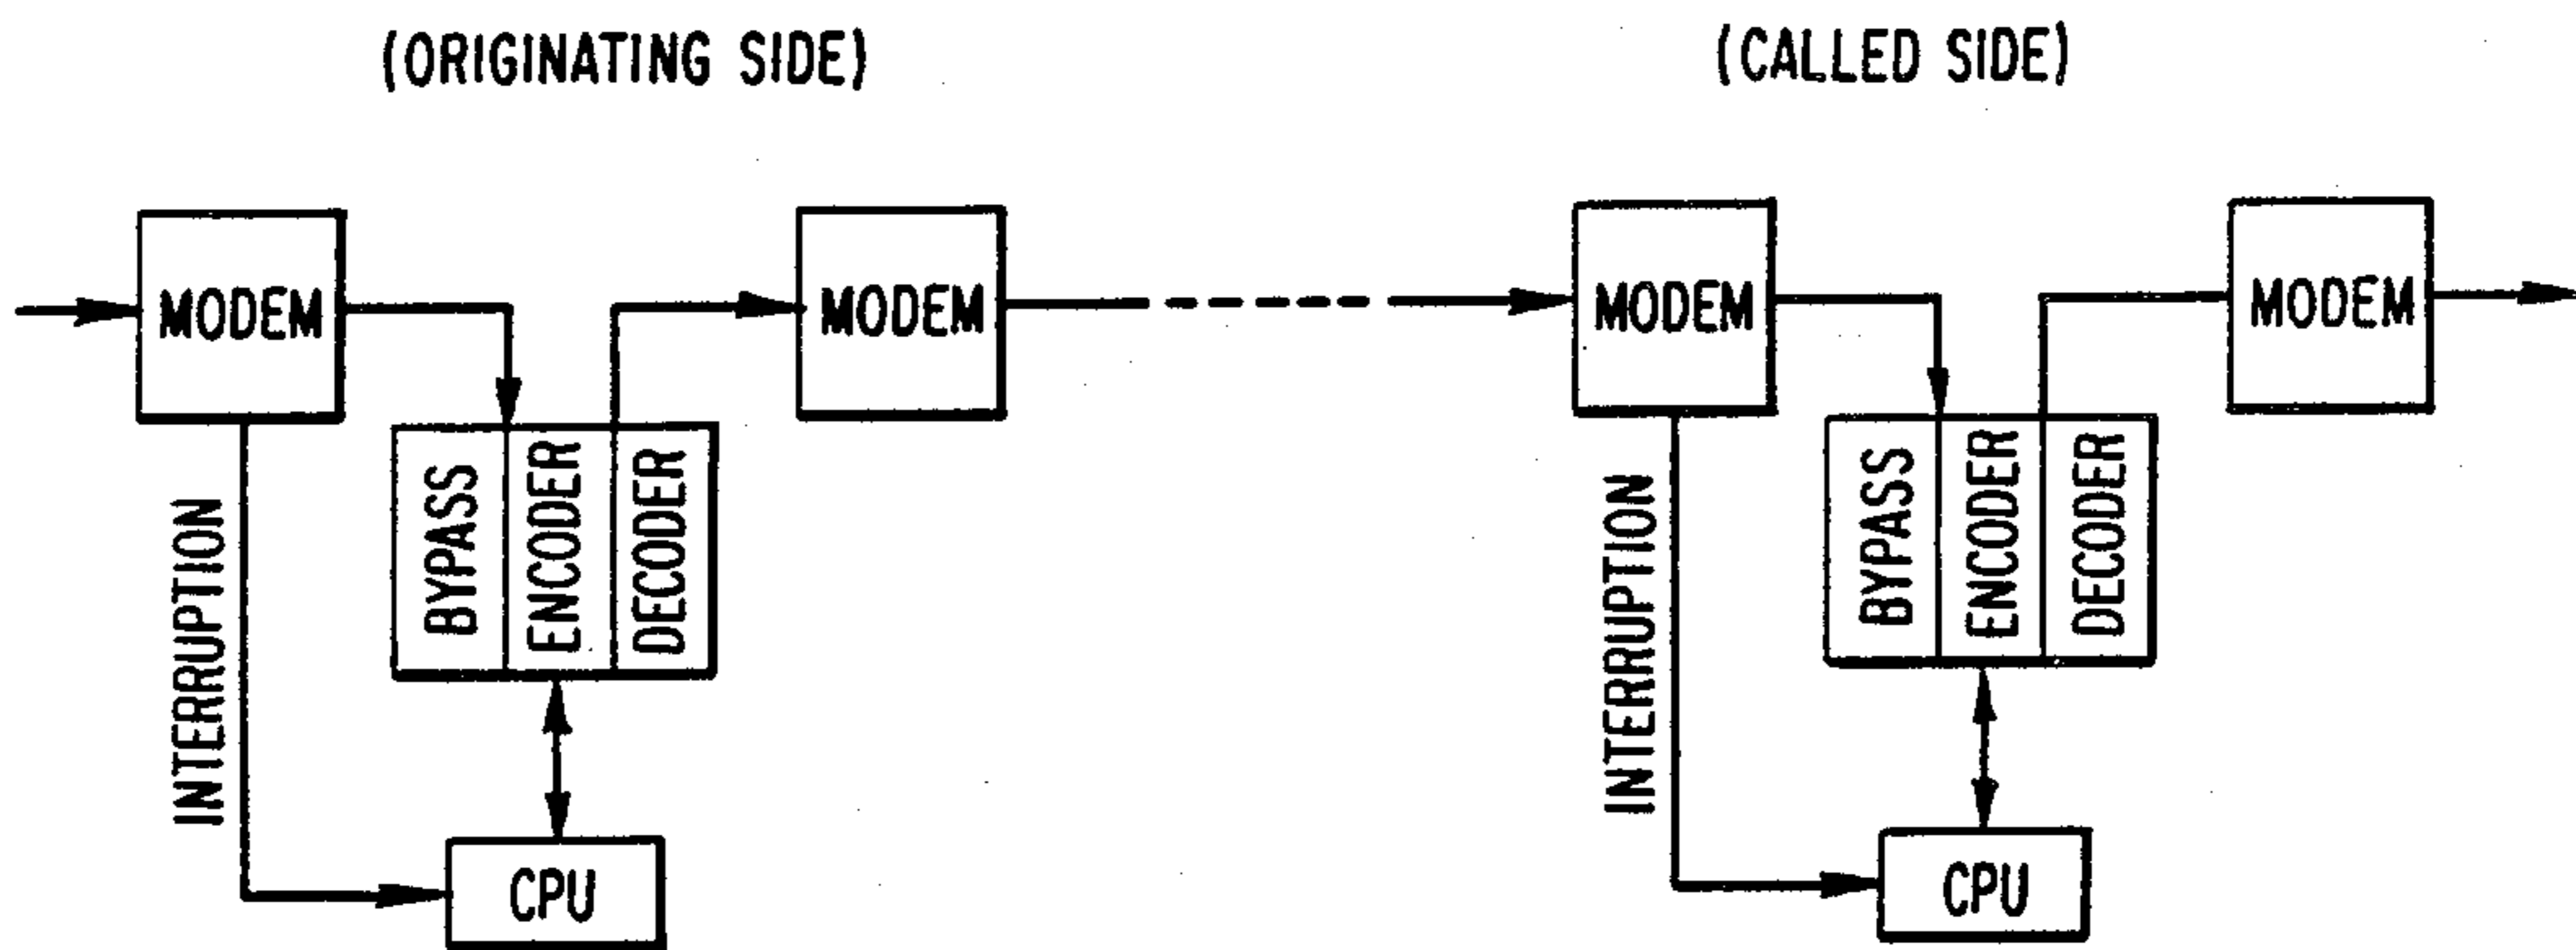 (ORIGINATING SIDE)
(CALLED SIDE)
MODEM
MODEM
MODEM
MODEM
INTERRUPTION
BYPASS
ENCODER
DECODER
CPU
INTERRUPTION
BYPASS
ENCODER
DECODER
CPU